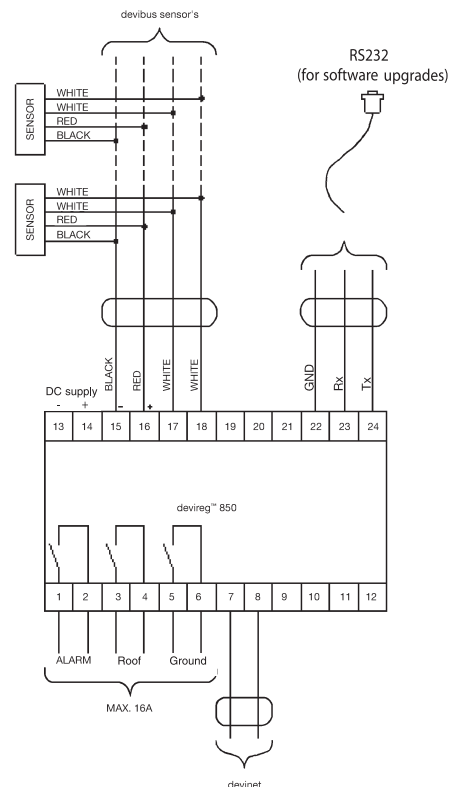 devibus sensor's
RS232
(for software upgrades)
SENSOR
WHITE
WHITE
RED
BLACK
SENSOR
WHITE
WHITE
RED
BLACK
BLACK
RED
WHITE
WHITE
GND
Rx
Tx
DC supply
- + - +
13 14 15 16 17 18 19 20 21 22 23 24
devireg™ 850
1 2 3 4 5 6 7 8 9 10 11 12
ALARM Roof Ground
MAX. 16A
devinet